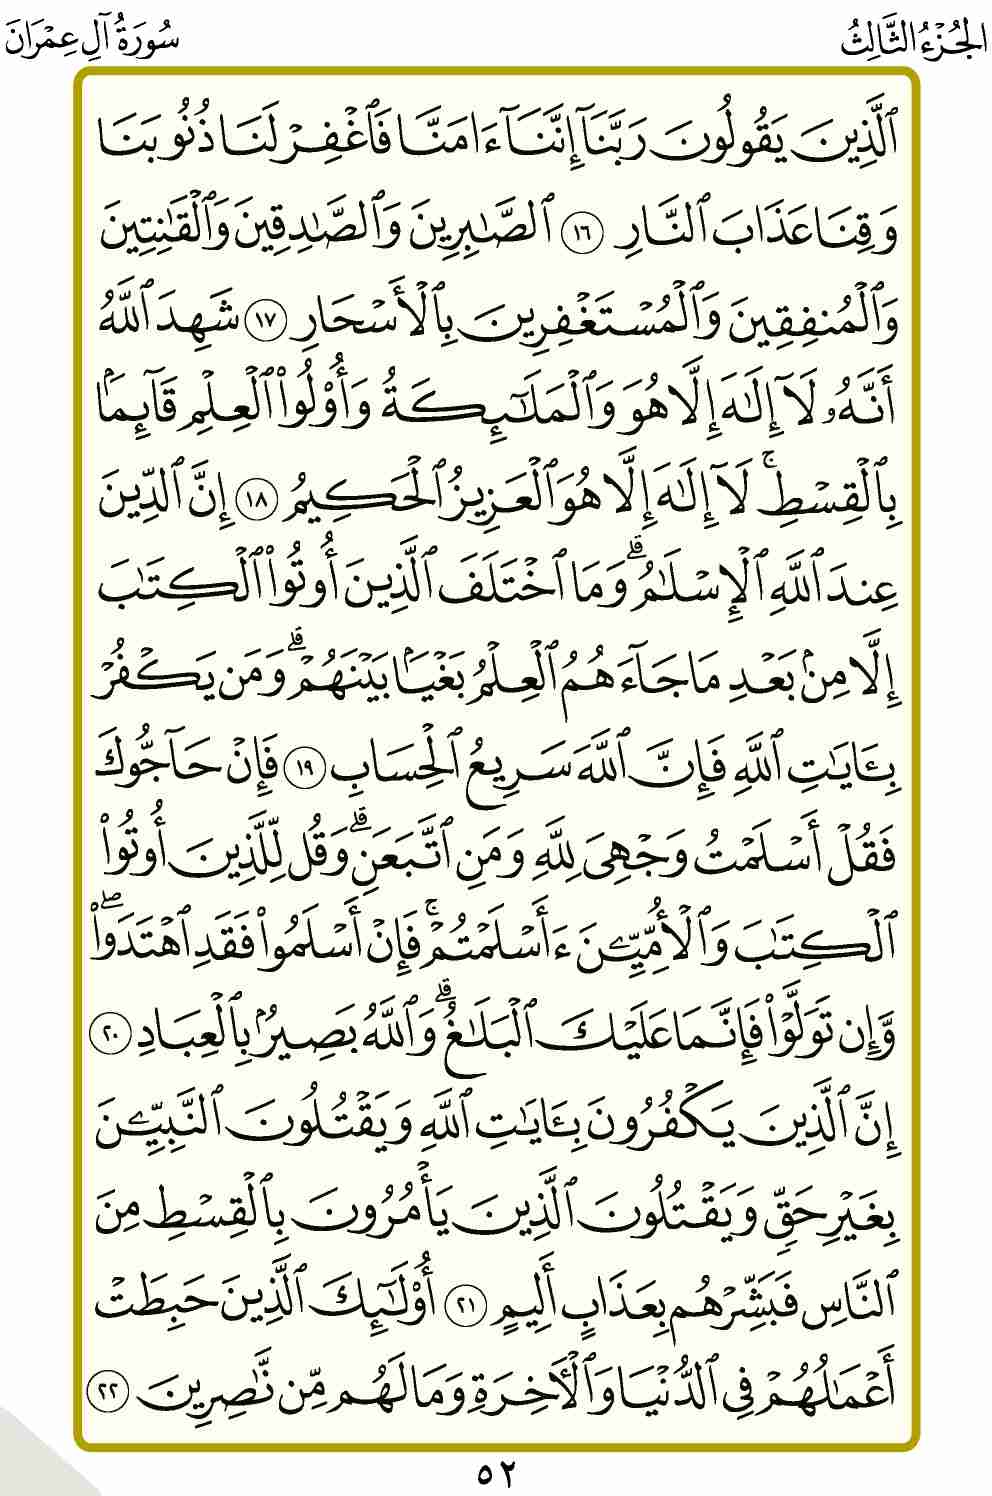 الجُزْءُ الثَّالِثُ
سُورَةُ آلِ عِمْرَانَ
ٱلَّذِينَ يَقُولُونَ رَبَّنَآ إِنَّنَآ ءَامَنَّا فَٱغْفِرْ لَنَا ذُنُوبَنَا
وَقِنَا عَذَابَ ٱلنَّارِ ١٦ ٱلصَّٰبِرِينَ وَٱلصَّٰدِقِينَ وَٱلْقَٰنِتِينَ
وَٱلْمُنفِقِينَ وَٱلْمُسْتَغْفِرِينَ بِٱلْأَسْحَارِ ١٧ شَهِدَ ٱللَّهُ
أَنَّهُۥ لَآ إِلَٰهَ إِلَّا هُوَ وَٱلْمَلَٰٓئِكَةُ وَأُو۟لُوا۟ ٱلْعِلْمِ قَآئِمًۢا
بِٱلْقِسْطِ ۚ لَآ إِلَٰهَ إِلَّا هُوَ ٱلْعَزِيزُ ٱلْحَكِيمُ ١٨ إِنَّ ٱلدِّينَ
عِندَ ٱللَّهِ ٱلْإِسْلَٰمُ ۗ وَمَا ٱخْتَلَفَ ٱلَّذِينَ أُوتُوا۟ ٱلْكِتَٰبَ
إِلَّا مِنۢ بَعْدِ مَا جَآءَهُمُ ٱلْعِلْمُ بَغْيًۢا بَيْنَهُمْ ۗ وَمَن يَكْفُرْ
بِـَٔايَٰتِ ٱللَّهِ فَإِنَّ ٱللَّهَ سَرِيعُ ٱلْحِسَابِ ١٩ فَإِنْ حَآجُّوكَ
فَقُلْ أَسْلَمْتُ وَجْهِىَ لِلَّهِ وَمَنِ ٱتَّبَعَنِ ۗ وَقُل لِّلَّذِينَ أُوتُوا۟
ٱلْكِتَٰبَ وَٱلْأُمِّيِّـۧنَ ءَأَسْلَمْتُمْ ۚ فَإِنْ أَسْلَمُوا۟ فَقَدِ ٱهْتَدَوا۟ ۖ
وَّإِن تَوَلَّوْا۟ فَإِنَّمَا عَلَيْكَ ٱلْبَلَٰغُ ۗ وَٱللَّهُ بَصِيرٌۢ بِٱلْعِبَادِ ٢٠
إِنَّ ٱلَّذِينَ يَكْفُرُونَ بِـَٔايَٰتِ ٱللَّهِ وَيَقْتُلُونَ ٱلنَّبِيِّـۧنَ
بِغَيْرِ حَقٍّ وَيَقْتُلُونَ ٱلَّذِينَ يَأْمُرُونَ بِٱلْقِسْطِ مِنَ
ٱلنَّاسِ فَبَشِّرْهُم بِعَذَابٍ أَلِيمٍ ٢١ أُو۟لَٰٓئِكَ ٱلَّذِينَ حَبِطَتْ
أَعْمَٰلُهُمْ فِى ٱلدُّنْيَا وَٱلْـَٔاخِرَةِ وَمَا لَهُم مِّن نَّٰصِرِينَ ٢٢
٥٢